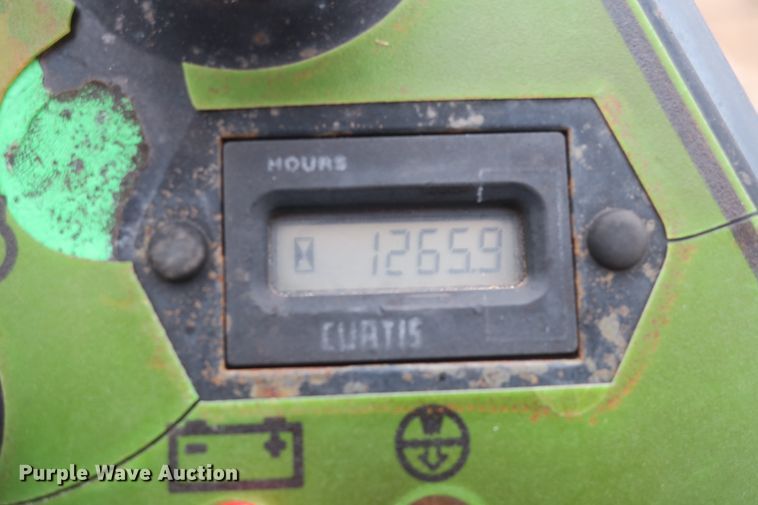 HOURS
1265.9
CURTIS
Purple Wave Auction